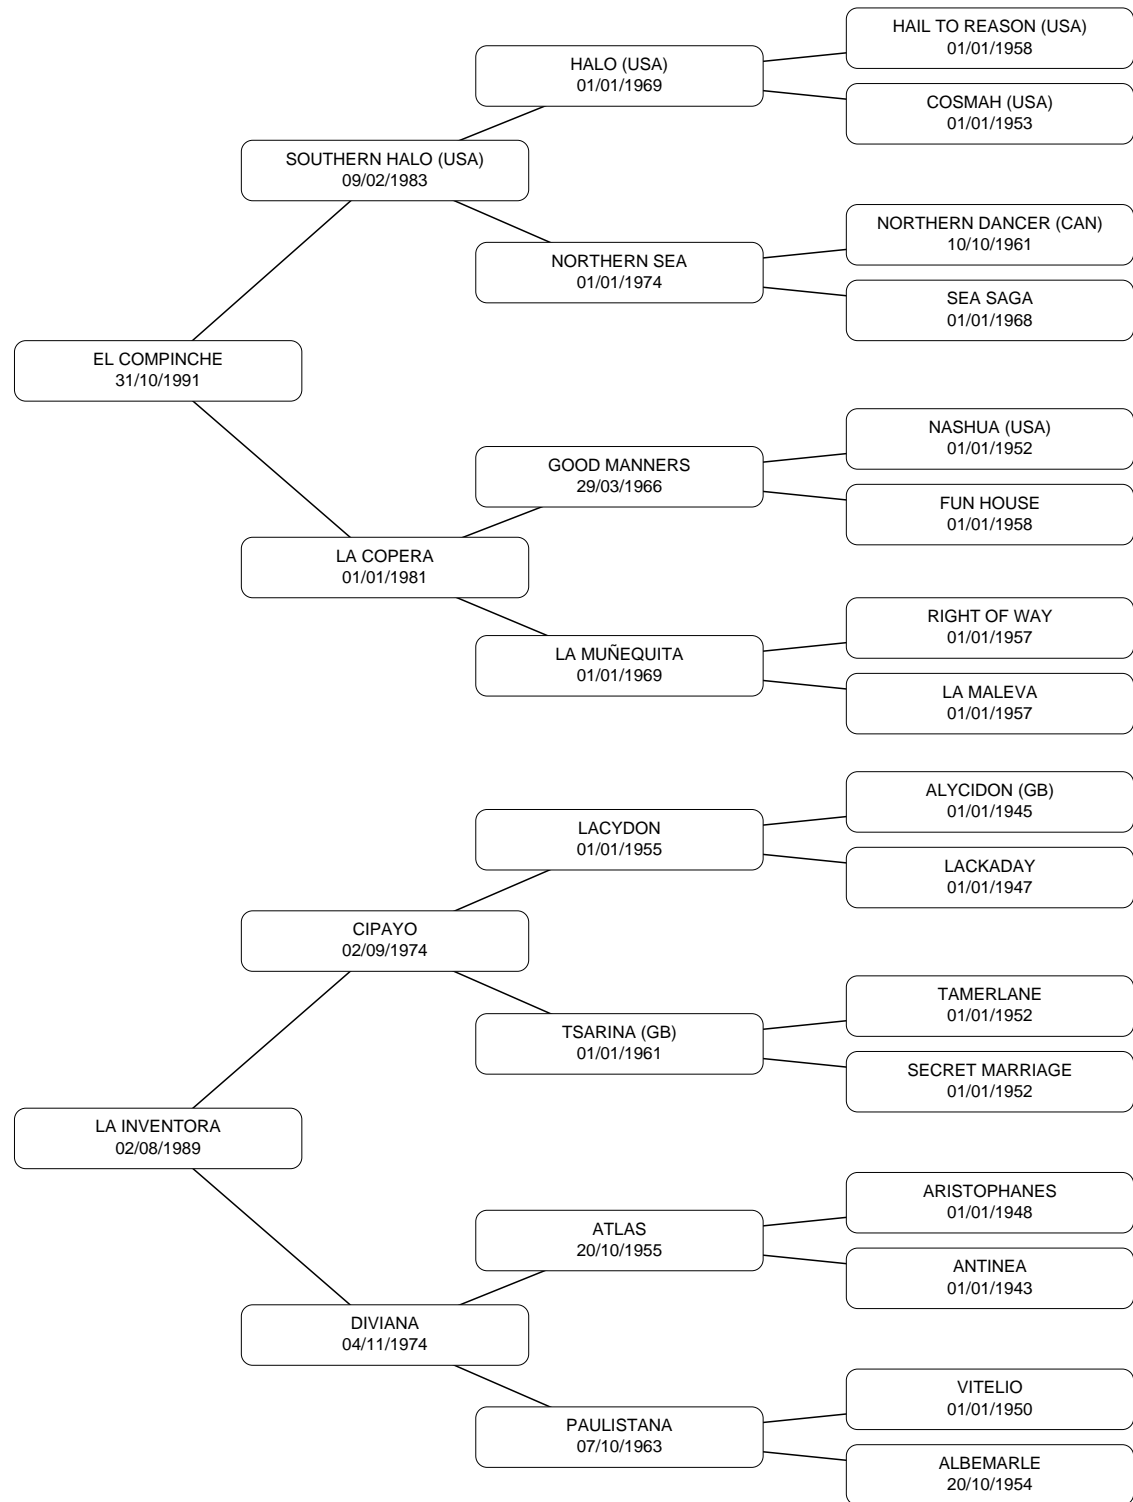 HAIL TO REASON (USA)
01/01/1958
HALO (USA)
01/01/1969
COSMAH (USA)
01/01/1953
SOUTHERN HALO (USA)
09/02/1983
NORTHERN DANCER (CAN)
10/10/1961
NORTHERN SEA
01/01/1974
SEA SAGA
01/01/1968
EL COMPINCHE
31/10/1991
NASHUA (USA)
01/01/1952
GOOD MANNERS
29/03/1966
FUN HOUSE
01/01/1958
LA COPERA
01/01/1981
RIGHT OF WAY
01/01/1957
LA MUÑEQUITA
01/01/1969
LA MALEVA
01/01/1957
ALYCIDON (GB)
01/01/1945
LACYDON
01/01/1955
LACKADAY
01/01/1947
CIPAYO
02/09/1974
TAMERLANE
01/01/1952
TSARINA (GB)
01/01/1961
SECRET MARRIAGE
01/01/1952
LA INVENTORA
02/08/1989
ARISTOPHANES
01/01/1948
ATLAS
20/10/1955
ANTINEA
01/01/1943
DIVIANA
04/11/1974
VITELIO
01/01/1950
PAULISTANA
07/10/1963
ALBEMARLE
20/10/1954